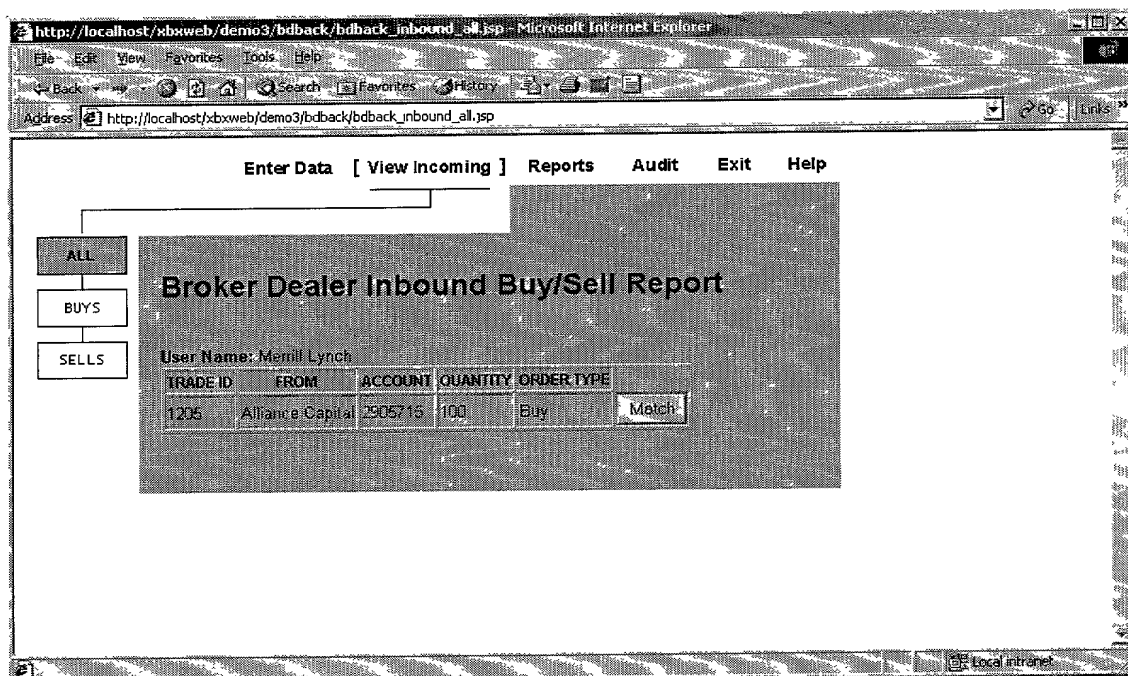 http://localhost/xbxweb/demo3/bdback/bdback_inbound_all.jsp - Microsoft Internet Explorer
File Edit View Favorites Tools Help
Back Search Favorites History
Address http://localhost/xbxweb/demo3/bdback/bdback_inbound_all.jsp Go Links »
Enter Data [ View Incoming ] Reports Audit Exit Help
ALL
BUYS
SELLS
Broker Dealer Inbound Buy/Sell Report
User Name: Merrill Lynch
TRADE ID FROM ACCOUNT QUANTITY ORDER TYPE
1205 Alliance Capital 2905715 100 Buy Match
Local intranet